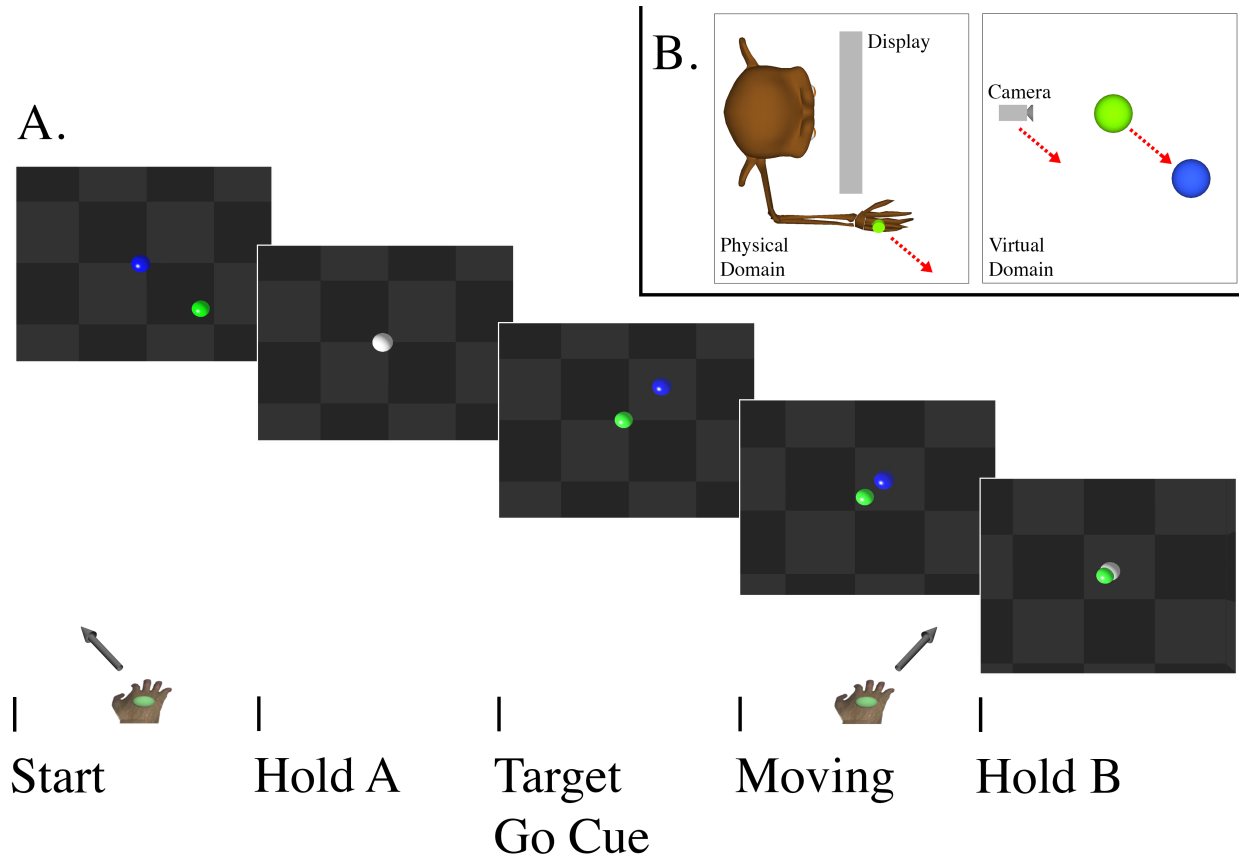 A.
B.
Display
Physical
Domain
Camera
Virtual
Domain
Start
Hold A
Target
Go Cue
Moving
Hold B